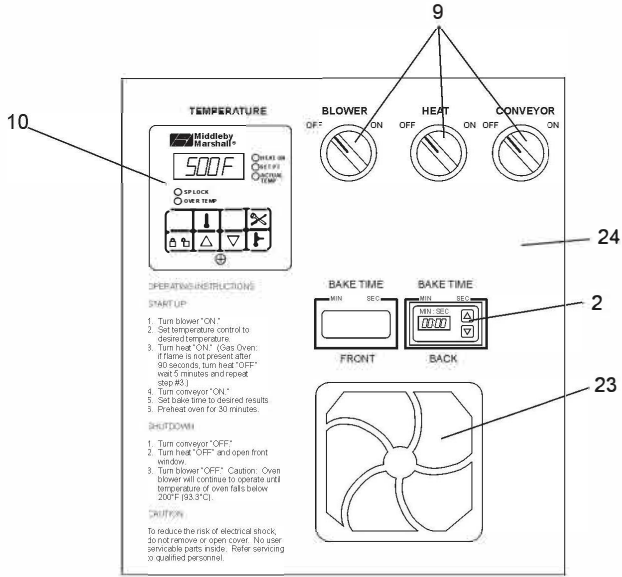 9
TEMPERATURE
BLOWER
HEAT
CONVEYOR
OFF
ON
OFF
ON
OFF
ON
10
Middleby
Marshall®
500F
HEAT ON
SET PT
ACTUAL
TEMP
SP LOCK
OVER TEMP
24
OPERATING INSTRUCTIONS
START UP
1. Turn blower "ON."
2. Set temperature control to
desired temperature.
3. Turn heat "ON." (Gas Oven:
if flame is not present after
90 seconds, turn heat "OFF"
wait 5 minutes and repeat
step #3.)
4. Turn conveyor "ON."
5. Set bake time to desired results
6. Preheat oven for 30 minutes.
SHUTDOWN
1. Turn conveyor "OFF."
2. Turn heat "OFF" and open front
window.
3. Turn blower "OFF." Caution: Oven
blower will continue to operate until
temperature of oven falls below
200°F (93.3°C).
CAUTION
To reduce the risk of electrical shock,
do not remove or open cover. No user
servicable parts inside. Refer servicing
to qualified personnel.
BAKE TIME
MIN SEC
FRONT
BAKE TIME
MIN SEC
MIN : SEC
00:00
BACK
2
23